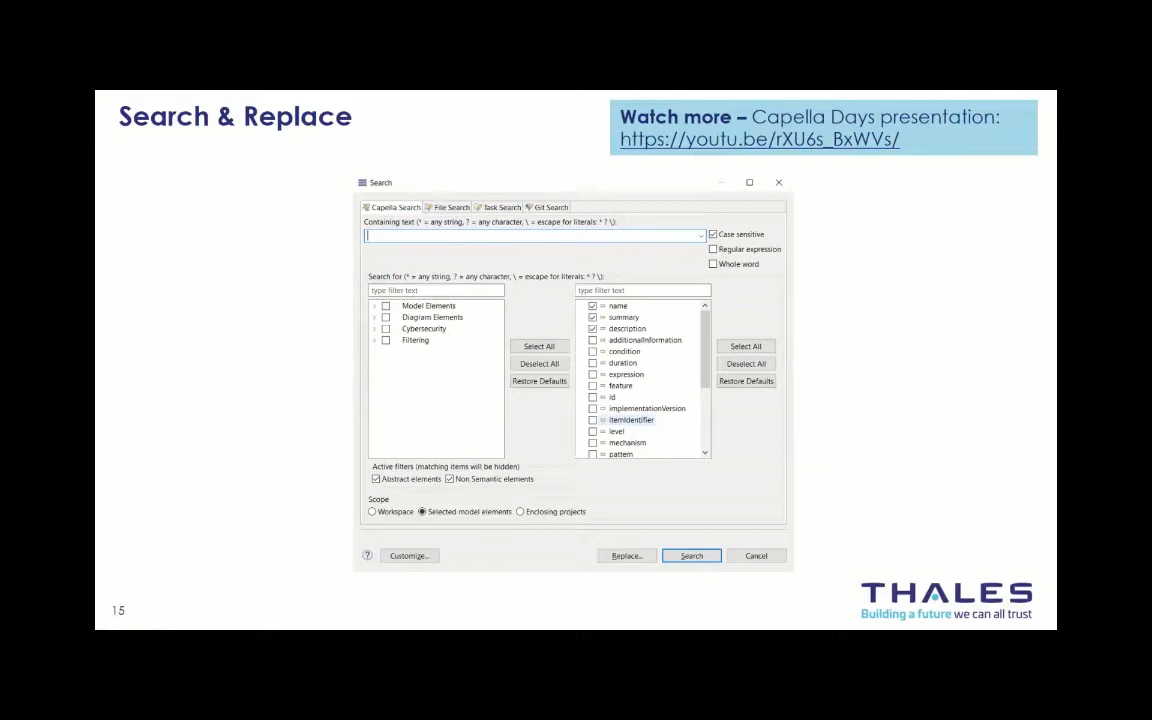 Search & Replace
Watch more – Capella Days presentation:
https://youtu.be/rXU6s_BxWVs/
Search
Capella Search File Search Task Search Git Search
Containing text (* = any string, ? = any character, \ = escape for literals: * ? \):
Case sensitive
Regular expression
Whole word
Search for (* = any string, ? = any character, \ = escape for literals: * ? \):
type filter text
Model Elements
Diagram Elements
Cybersecurity
Filtering
Select All
Deselect All
Restore Defaults
type filter text
name
summary
description
additionalInformation
condition
duration
expression
feature
id
implementationVersion
itemIdentifier
level
mechanism
pattern
Select All
Deselect All
Restore Defaults
Active filters (matching items will be hidden)
Abstract elements Non Semantic elements
Scope
Workspace Selected model elements Enclosing projects
? Customize... Replace... Search Cancel
15
THALES
Building a future we can all trust